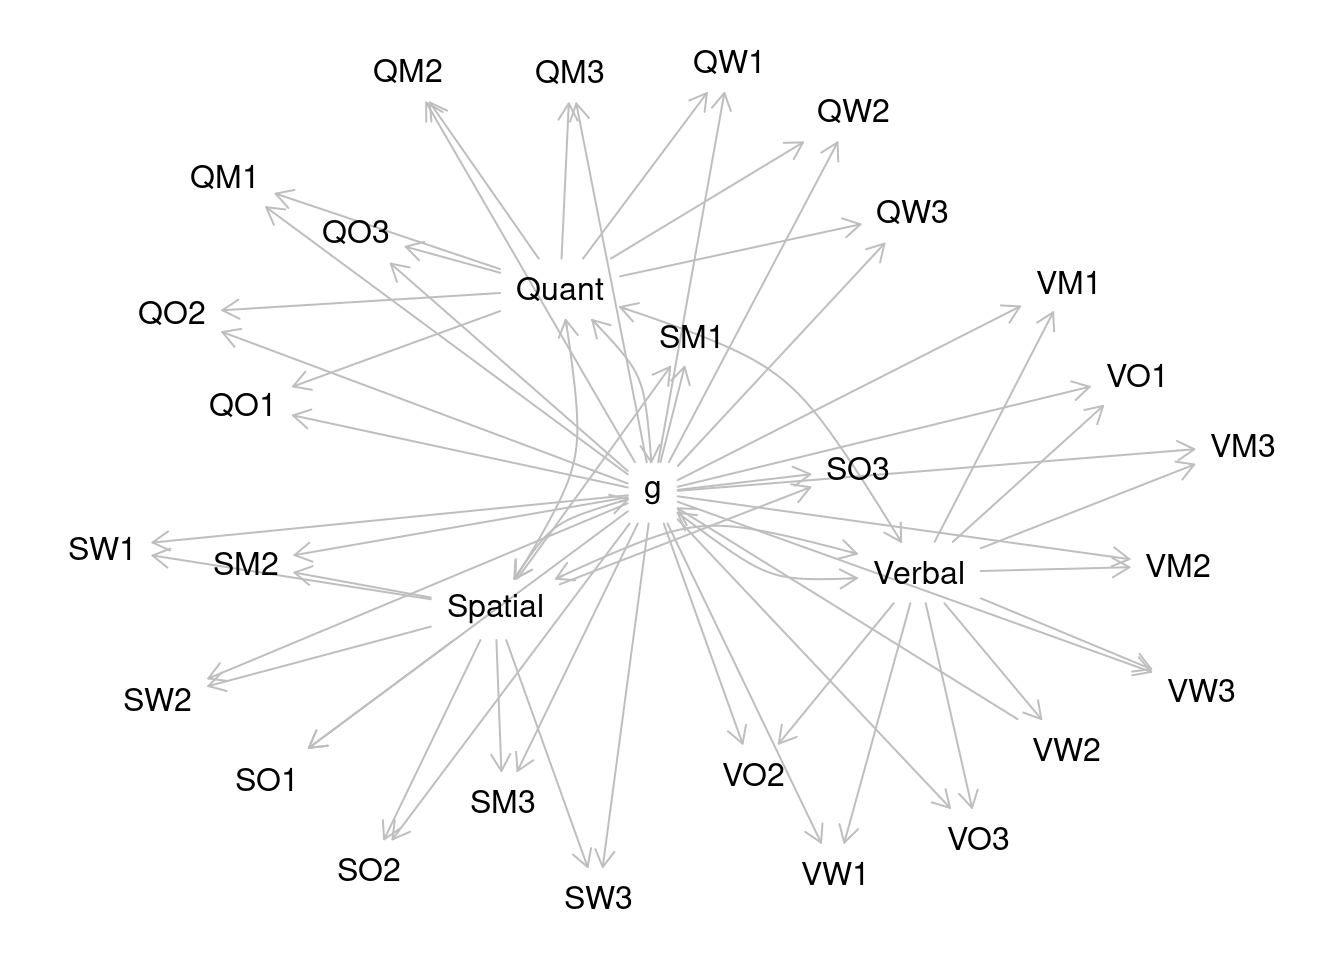 QW1
QM2
QM3
QW2
QM1
QW3
QO3
VM1
Quant
QO2
SM1
VO1
QO1
VM3
SO3
g
SW1
SM2
VM2
Verbal
Spatial
VW3
SW2
VW2
VO2
SO1
SM3
VO3
SO2
VW1
SW3